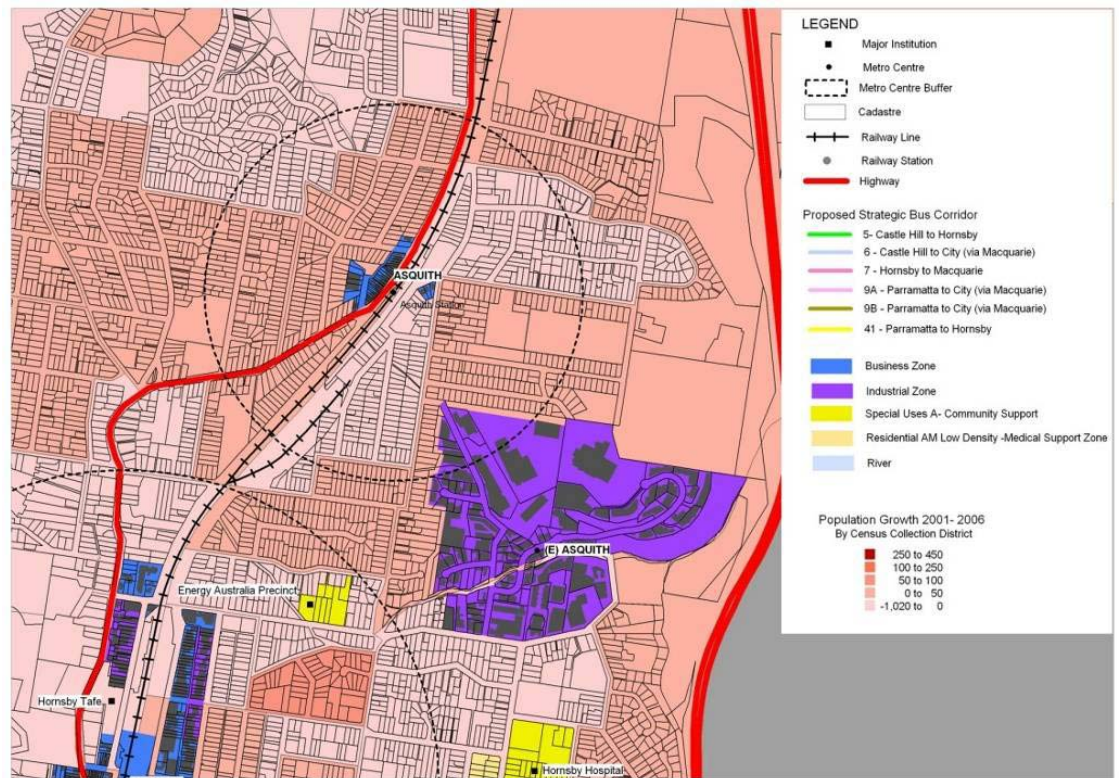 ASQUITH
Asquith Station
(E) ASQUITH
Energy Australia Precinct
Hornsby Tafe
Hornsby Hospital
LEGEND
Major Institution
Metro Centre
Metro Centre Buffer
Cadastre
Railway Line
Railway Station
Highway
Proposed Strategic Bus Corridor
5- Castle Hill to Hornsby
6 - Castle Hill to City (via Macquarie)
7 - Hornsby to Macquarie
9A - Parramatta to City (via Macquarie)
9B - Parramatta to City (via Macquarie)
41 - Parramatta to Hornsby
Business Zone
Industrial Zone
Special Uses A- Community Support
Residential AM Low Density -Medical Support Zone
River
Population Growth 2001- 2006
By Census Collection District
250 to 450
100 to 250
50 to 100
0 to 50
-1,020 to 0